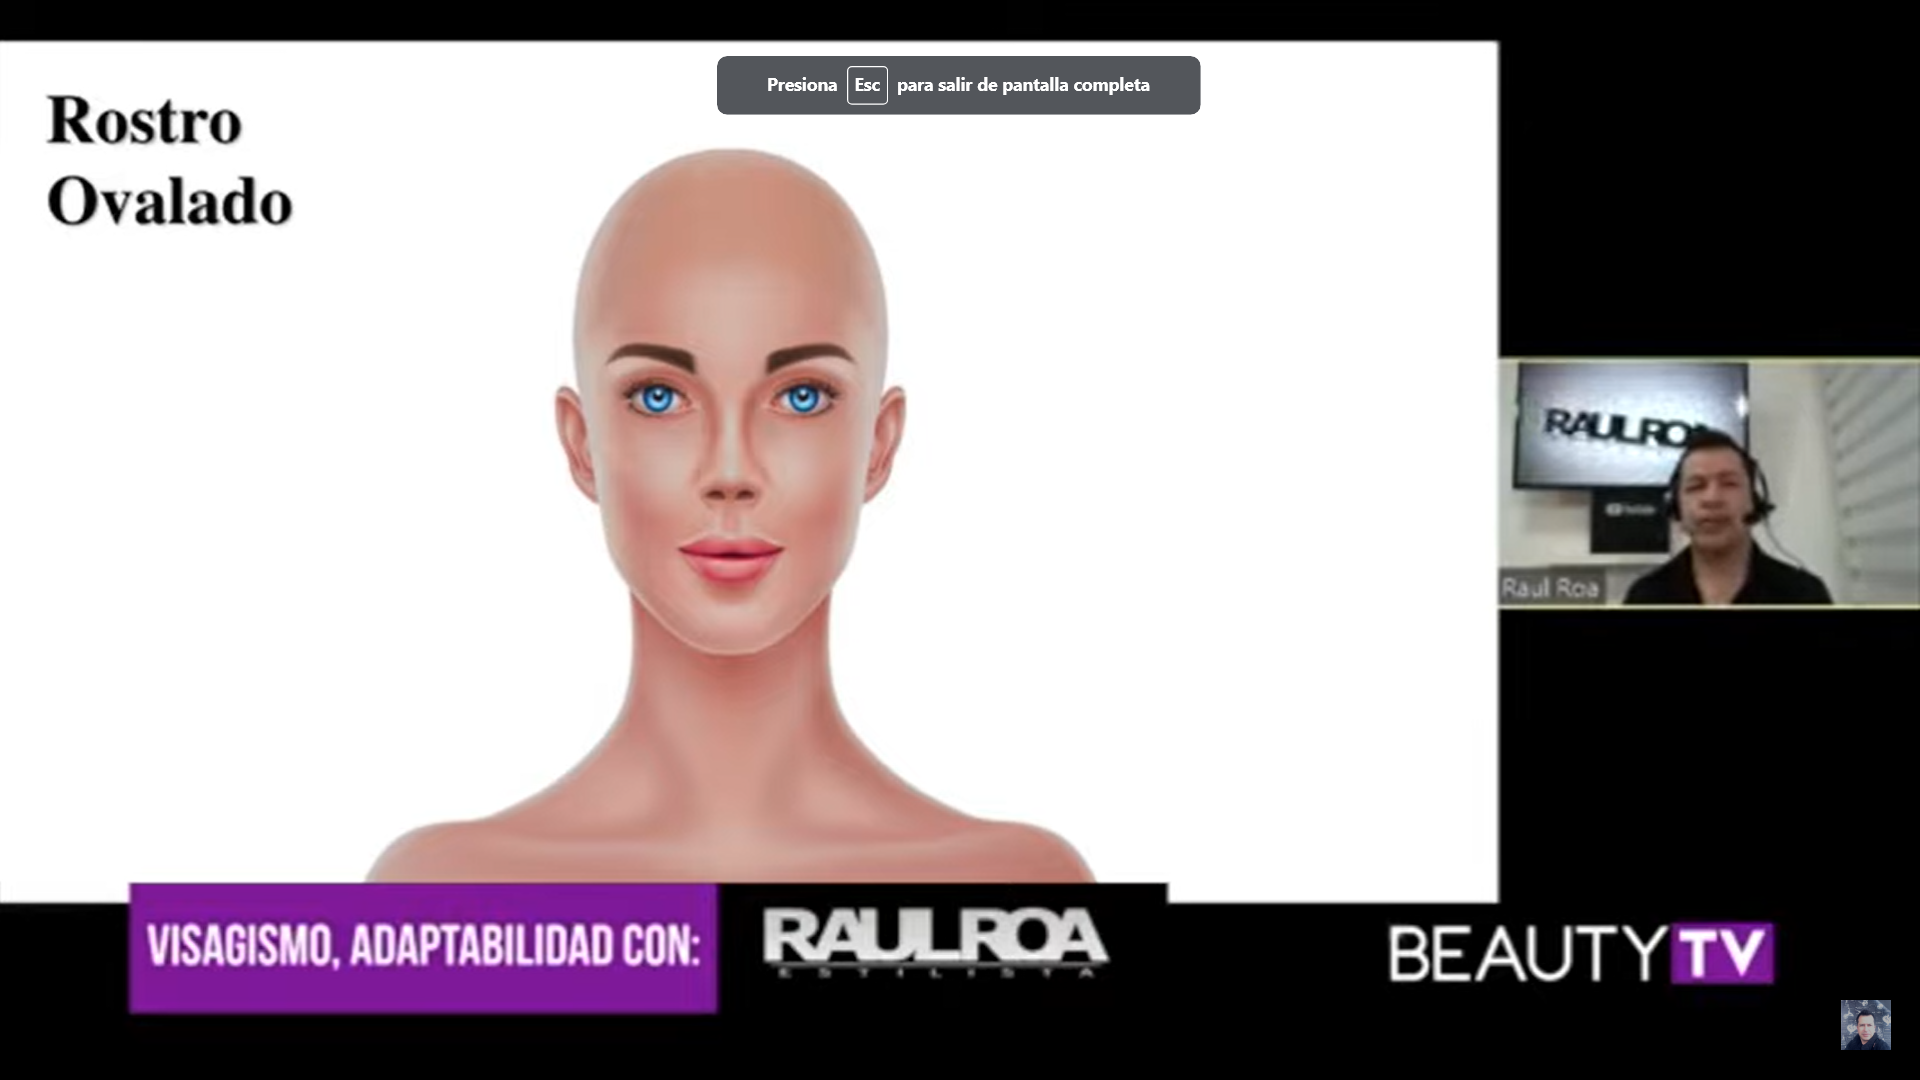 Presiona Esc para salir de pantalla completa
Rostro
Ovalado
RAULROA
Raul Roa
VISAGISMO, ADAPTABILIDAD CON:
RAULROA
ESTILISTA
BEAUTY TV